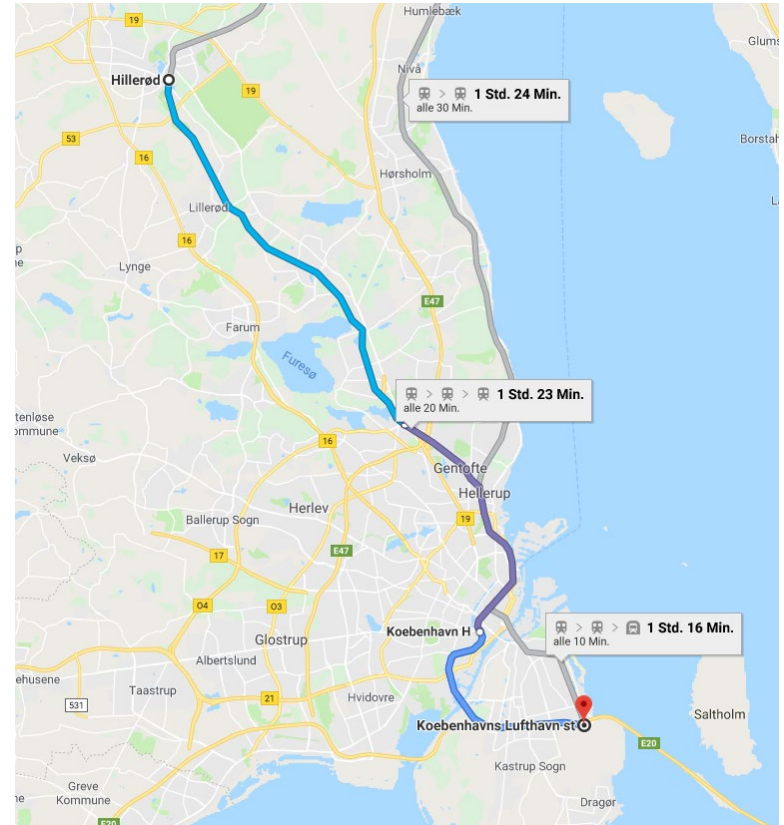 Humlebæk
19
Glums
Hillerød
Nivå
1 Std. 24 Min.
alle 30 Min.
19
53
16
Borsta
Hørsholm
Lillerød
16
Lynge
E47
Farum
Furesø
1 Std. 23 Min.
alle 20 Min.
tenløse
ommune
16
Veksø
Gentofte
Hellerup
Herlev
19
Ballerup Sogn
17
E47
O4
O3
1 Std. 16 Min.
alle 10 Min.
Koebenhavn H
Glostrup
Albertslund
ehusene
Taastrup
531
21
Hvidovre
Saltholm
Koebenhavns Lufthavn st
E20
Kastrup Sogn
Greve
Kommune
Dragør
E20